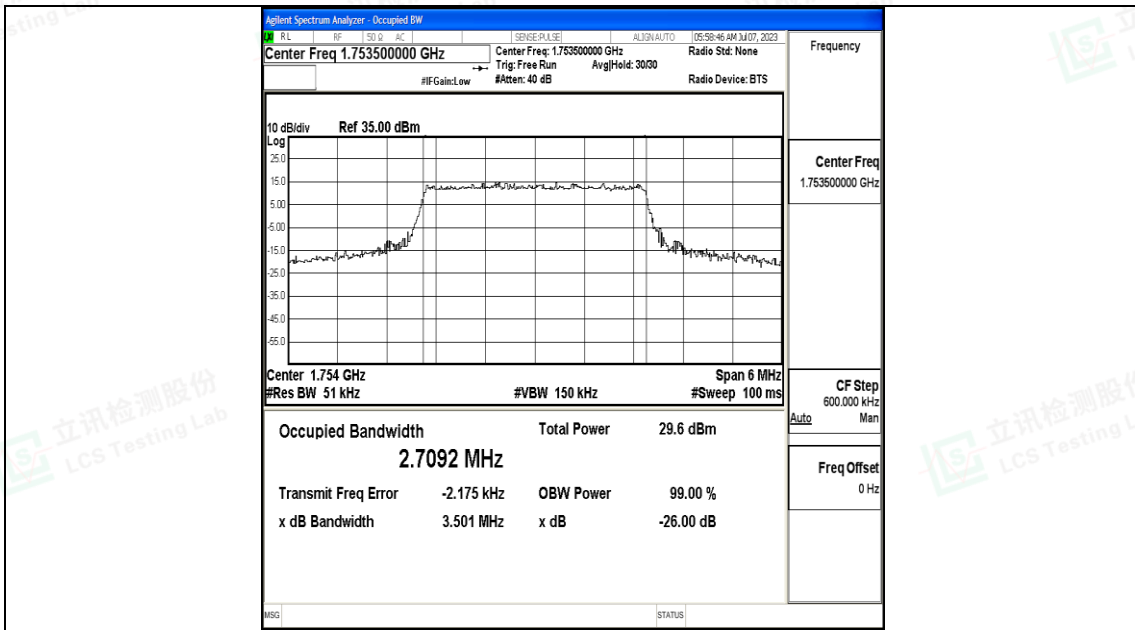 Agilent Spectrum Analyzer - Occupied BW
RL RF 50 Ω AC SENSE:PULSE ALIGN AUTO 05:58:46 AM Jul 07, 2023
Center Freq 1.753500000 GHz
Center Freq: 1.753500000 GHz Radio Std: None
Trig: Free Run Avg|Hold: 30/30
#IFGain:Low #Atten: 40 dB Radio Device: BTS
10 dB/div Ref 35.00 dBm
Log
25.0
15.0
5.00
-5.00
-15.0
-25.0
-35.0
-45.0
-55.0
Center 1.754 GHz Span 6 MHz
#Res BW 51 kHz #VBW 150 kHz #Sweep 100 ms
Occupied Bandwidth Total Power 29.6 dBm
2.7092 MHz
Transmit Freq Error -2.175 kHz OBW Power 99.00 %
x dB Bandwidth 3.501 MHz x dB -26.00 dB
MSG STATUS
Frequency
Center Freq
1.753500000 GHz
CF Step
600.000 kHz
Auto Man
Freq Offset
0 Hz
立讯检测股份
LCS Testing Lab
立讯检测股份
LCS Testing L